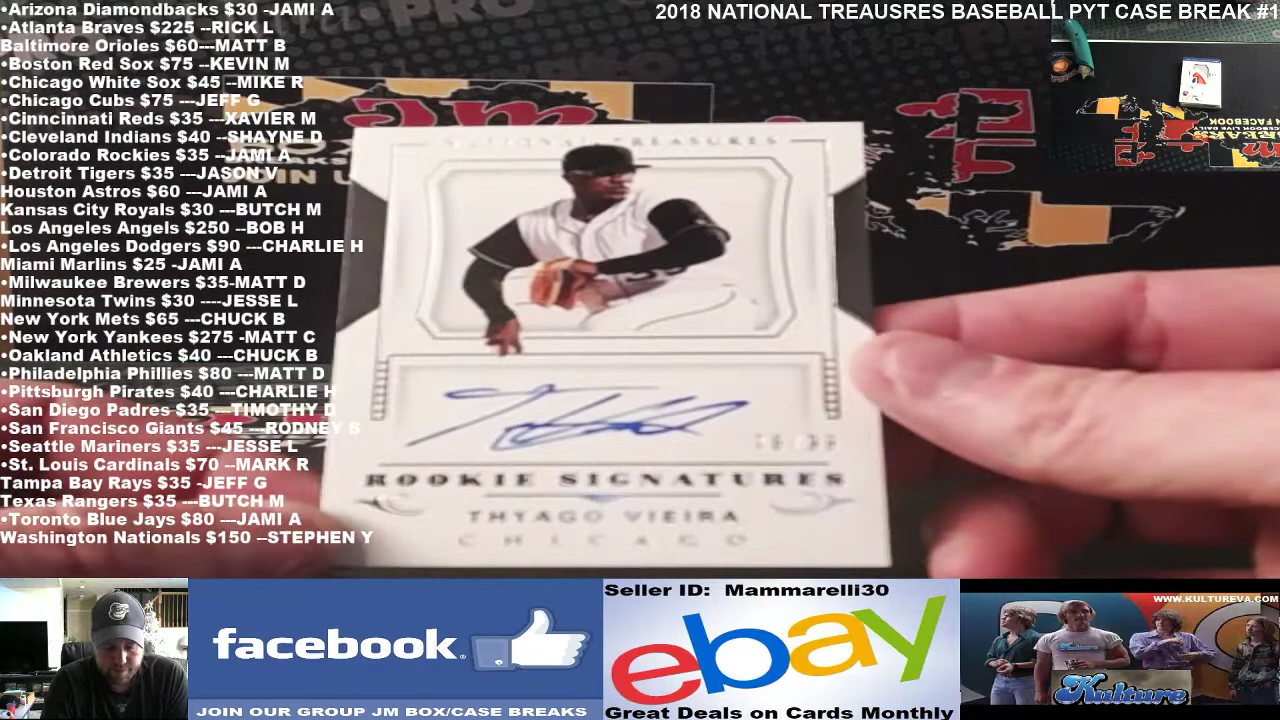 •Arizona Diamondbacks $30 -JAMI A
•Atlanta Braves $225 --RICK L
Baltimore Orioles $60---MATT B
•Boston Red Sox $75 --KEVIN M
•Chicago White Sox $45 --MIKE R
•Chicago Cubs $75 ---JEFF G
•Cinncinnati Reds $35 ---XAVIER M
•Cleveland Indians $40 --SHAYNE D
•Colorado Rockies $35 --JAMI A
•Detroit Tigers $35 ---JASON V
Houston Astros $60 ---JAMI A
Kansas City Royals $30 ---BUTCH M
Los Angeles Angels $250 --BOB H
•Los Angeles Dodgers $90 ---CHARLIE H
Miami Marlins $25 -JAMI A
•Milwaukee Brewers $35-MATT D
Minnesota Twins $30 ----JESSE L
New York Mets $65 ---CHUCK B
•New York Yankees $275 -MATT C
•Oakland Athletics $40 ---CHUCK B
•Philadelphia Phillies $80 ---MATT D
•Pittsburgh Pirates $40 ---CHARLIE H
•San Diego Padres $35 ---TIMOTHY D
•San Francisco Giants $45 ---RODNEY S
•Seattle Mariners $35 ---JESSE L
•St. Louis Cardinals $70 --MARK R
Tampa Bay Rays $35 -JEFF G
Texas Rangers $35 ---BUTCH M
•Toronto Blue Jays $80 ---JAMI A
Washington Nationals $150 --STEPHEN Y
2018 NATIONAL TREAUSRES BASEBALL PYT CASE BREAK #1
TREASURES
ROOKIE SIGNATURES
THYAGO VIEIRA
CHICAGO
facebook.
JOIN OUR GROUP JM BOX/CASE BREAKS
Seller ID: Mammarelli30
ebay
Great Deals on Cards Monthly
WWW.KULTUREVA.COM
Kulture